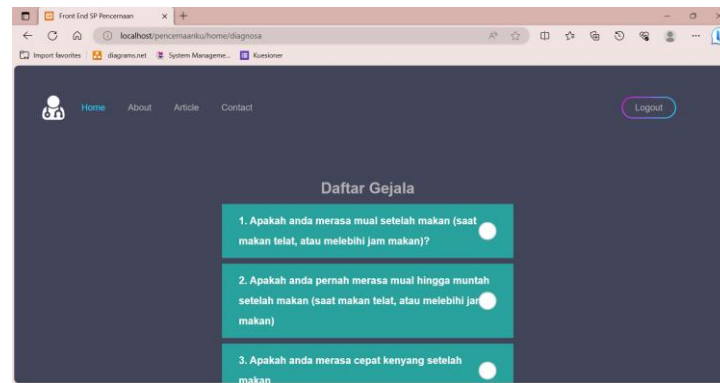 Front End SP Pencernaan
localhost/pencernaanku/home/diagnosa
Import favorites
diagrams.net
System Manageme...
Kuesioner
Home
About
Article
Contact
Logout
Daftar Gejala
1. Apakah anda merasa mual setelah makan (saat
makan telat, atau melebihi jam makan)?
2. Apakah anda pernah merasa mual hingga muntah
setelah makan (saat makan telat, atau melebihi jam
makan)
3. Apakah anda merasa cepat kenyang setelah
makan